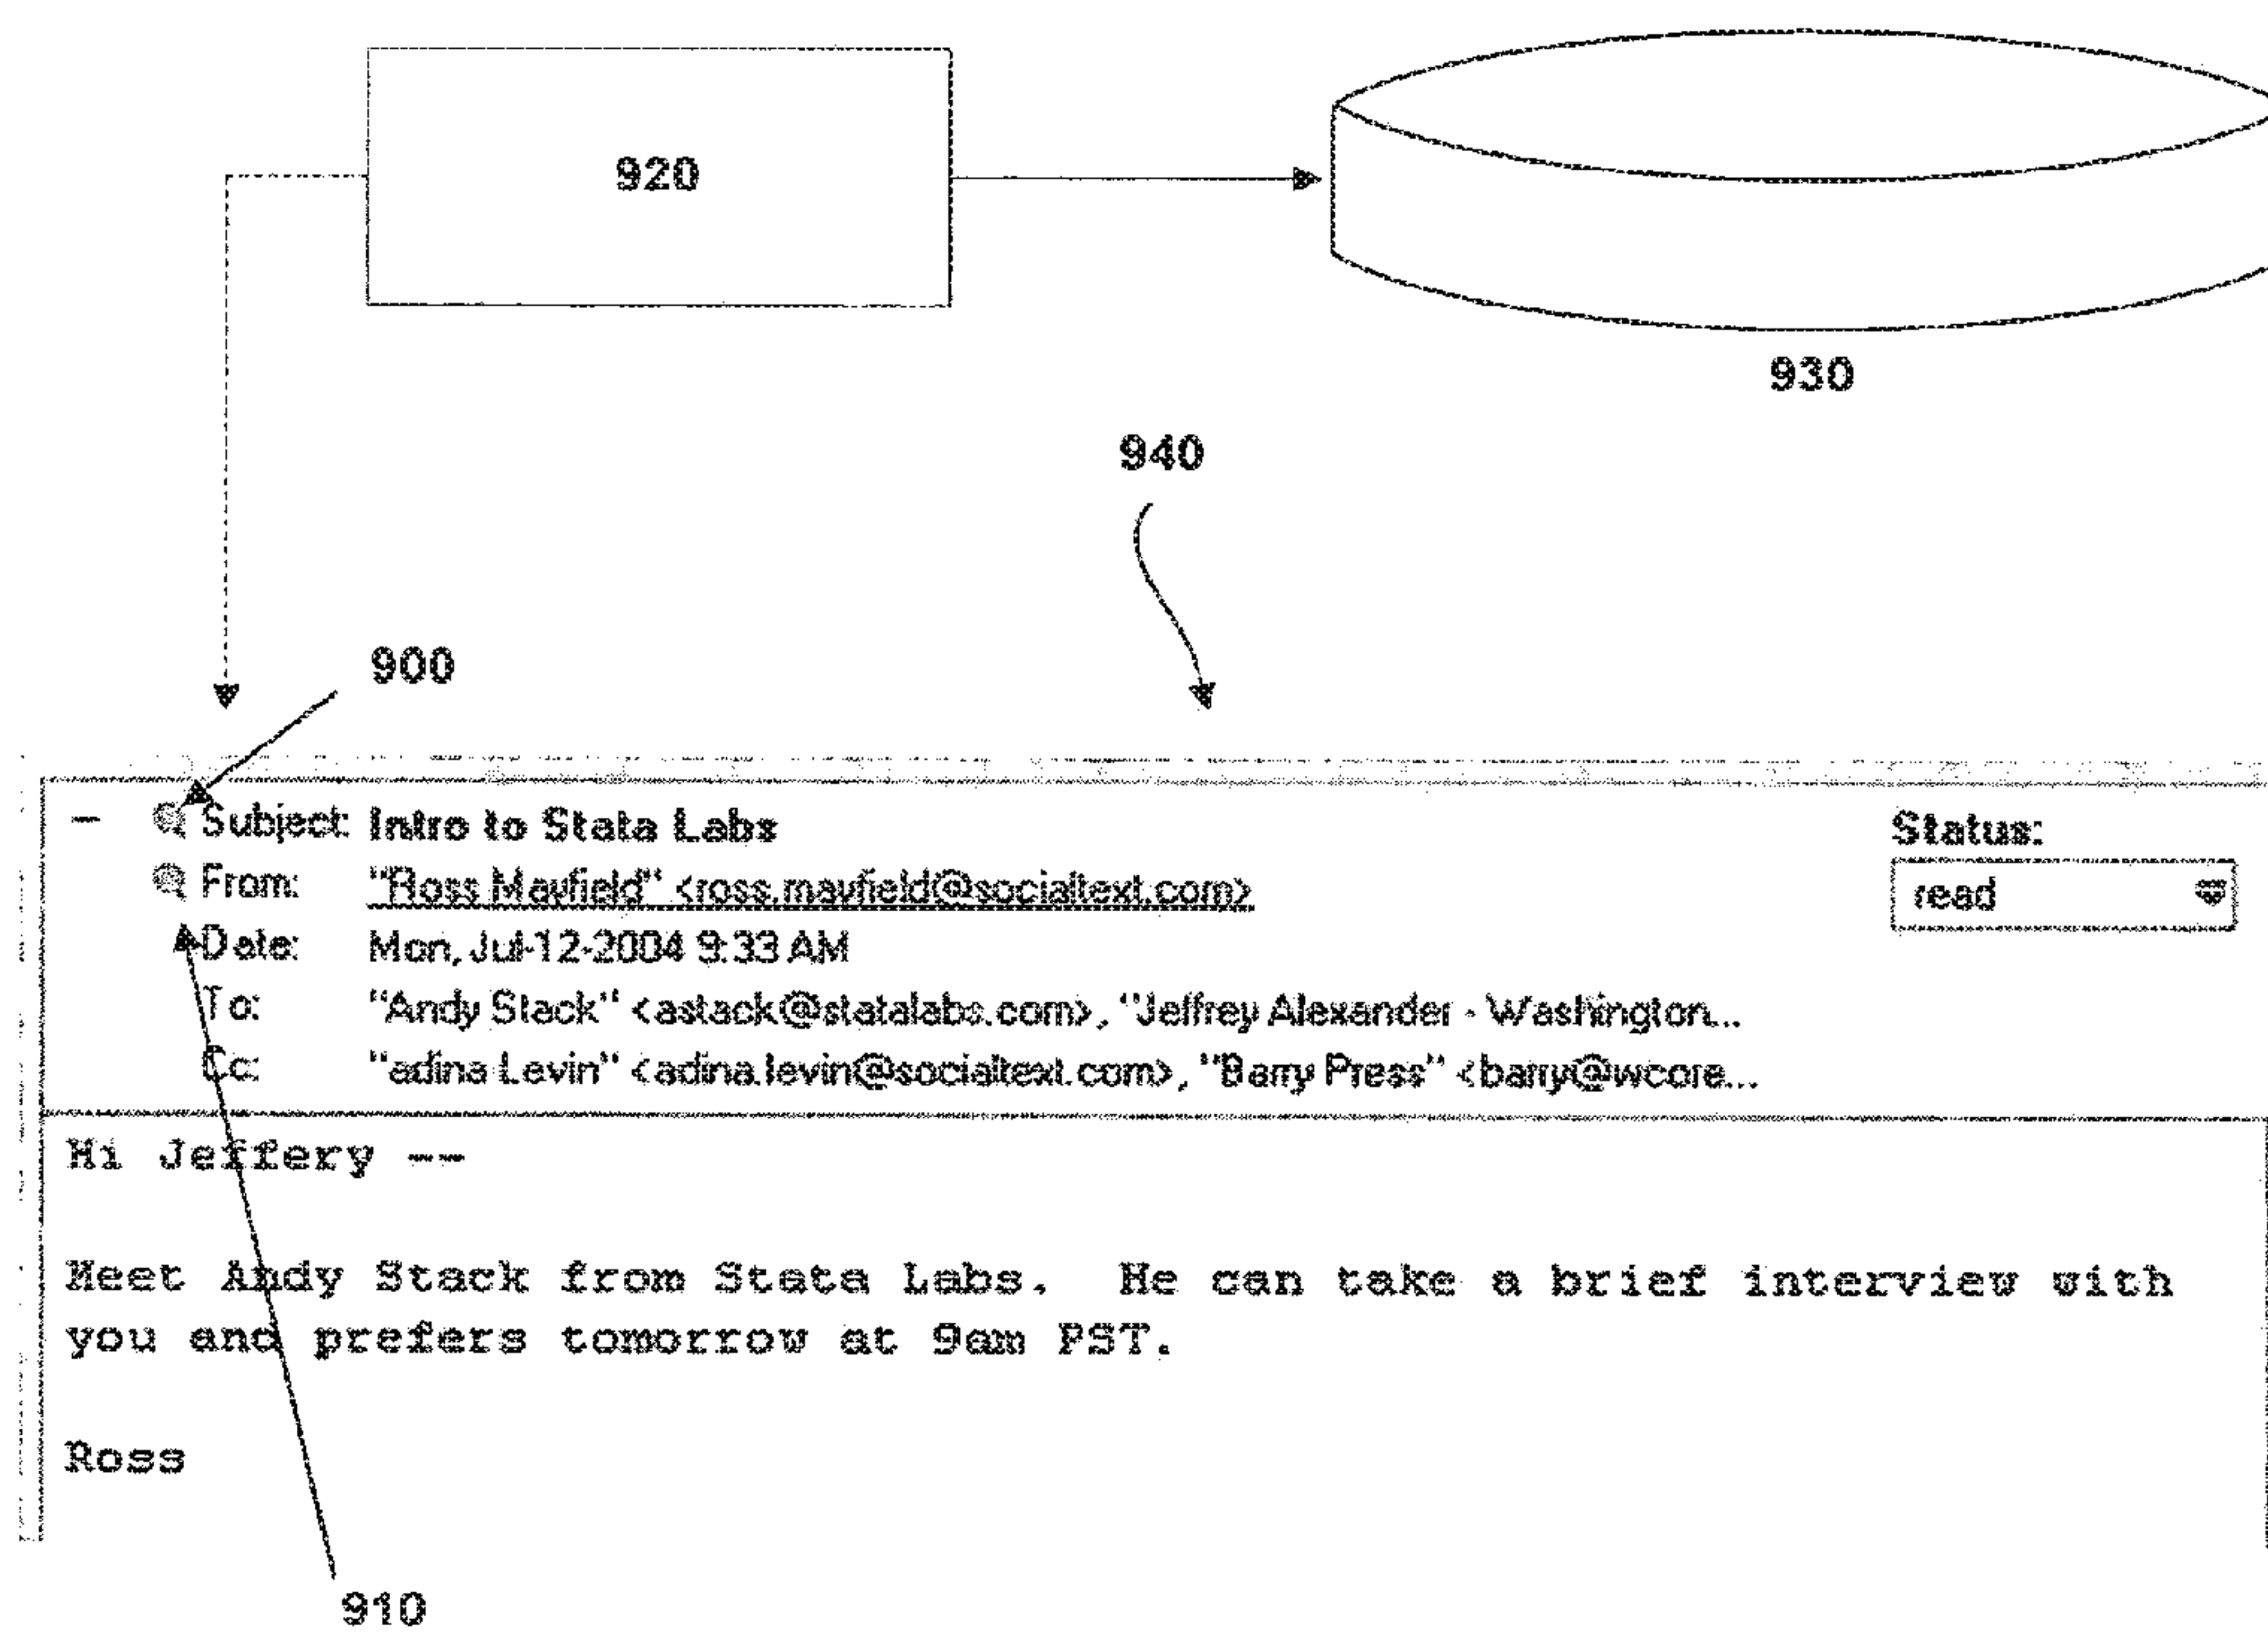 920
930
940
900
– Subject: Intro to Stata Labs
Status:
From: "Ross Mayfield" <ross.mayfield@socialtext.com>
read
Date: Mon, Jul-12-2004 9:33 AM
To: "Andy Stack" <astack@statalabs.com>, "Jeffrey Alexander - Washington...
Cc: "adina Levin" <adina.levin@socialtext.com>, "Barry Press" <barry@wcore...
Hi Jeffery --
Meet Andy Stack from Stata Labs. He can take a brief interview with
you and prefers tomorrow at 9am PST.
Ross
910